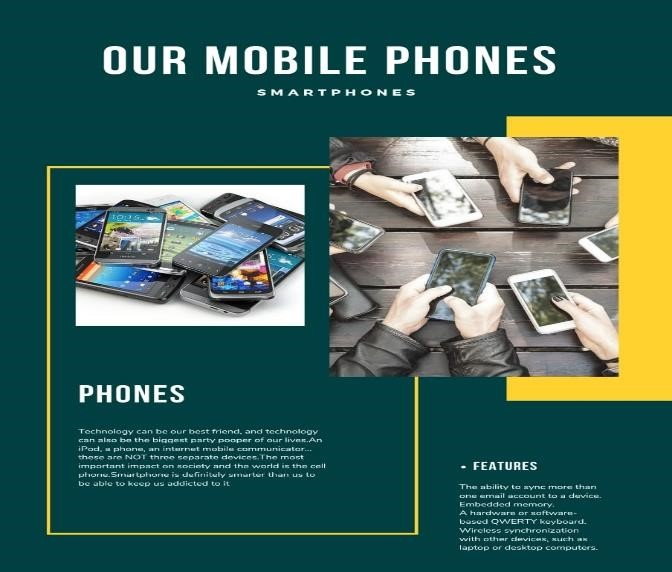 OUR MOBILE PHONES
SMARTPHONES
10:15
PHONES
Technology can be our best friend, and technology
can also be the biggest party pooper of our lives.An
iPod, a phone, an internet mobile communicator...
these are NOT three separate devices.The most
important impact on society and the world is the cell
phone.Smartphone is definitely smarter than us to
be able to keep us addicted to it
• FEATURES
The ability to sync more than
one email account to a device.
Embedded memory.
A hardware or software-
based QWERTY keyboard.
Wireless synchronization
with other devices, such as
laptop or desktop computers.